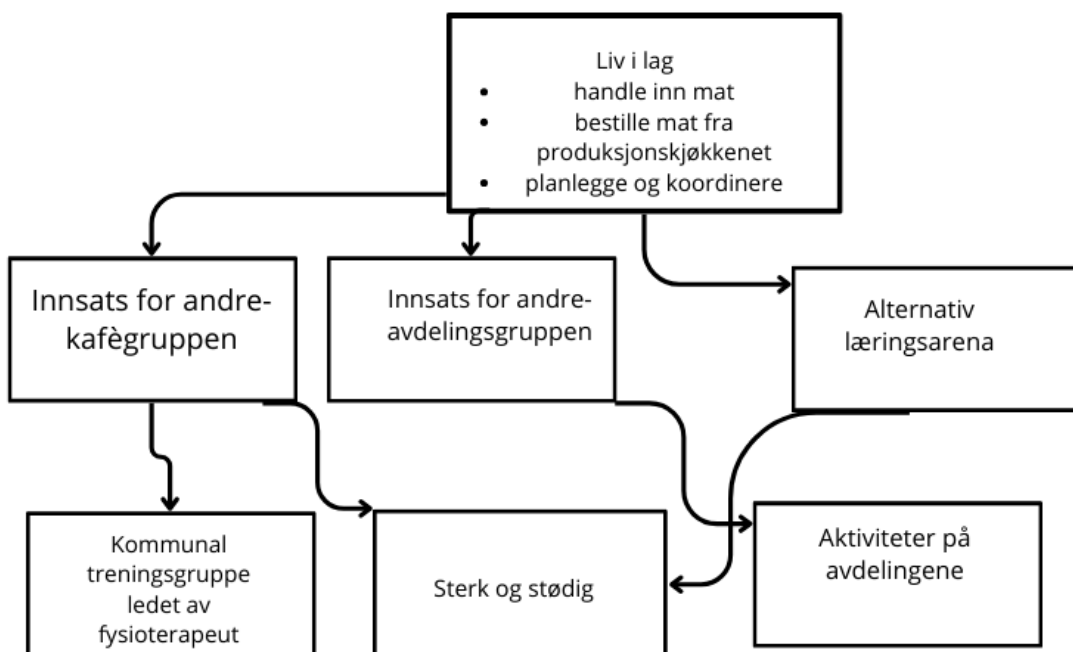 Liv i lag
• handle inn mat
• bestille mat fra
produksjonskjøkkenet
• planlegge og koordinere
Innsats for andre-
kafègruppen
Innsats for andre-
avdelingsgruppen
Alternativ
læringsarena
Kommunal
treningsgruppe
ledet av
fysioterapeut
Sterk og stødig
Aktiviteter på
avdelingene